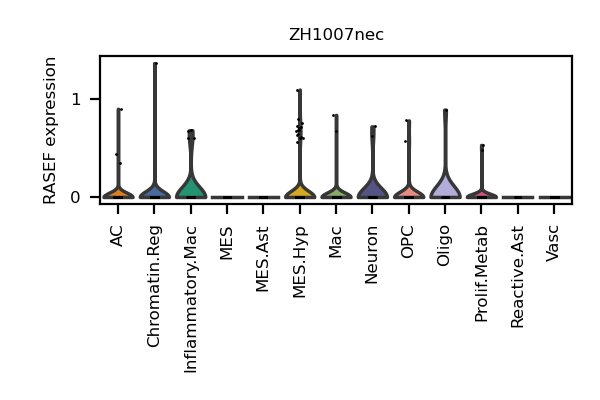 ZH1007nec
RASEF expression
1
0
AC
Chromatin.Reg
Inflammatory.Mac
MES
MES.Ast
MES.Hyp
Mac
Neuron
OPC
Oligo
Prolif.Metab
Reactive.Ast
Vasc